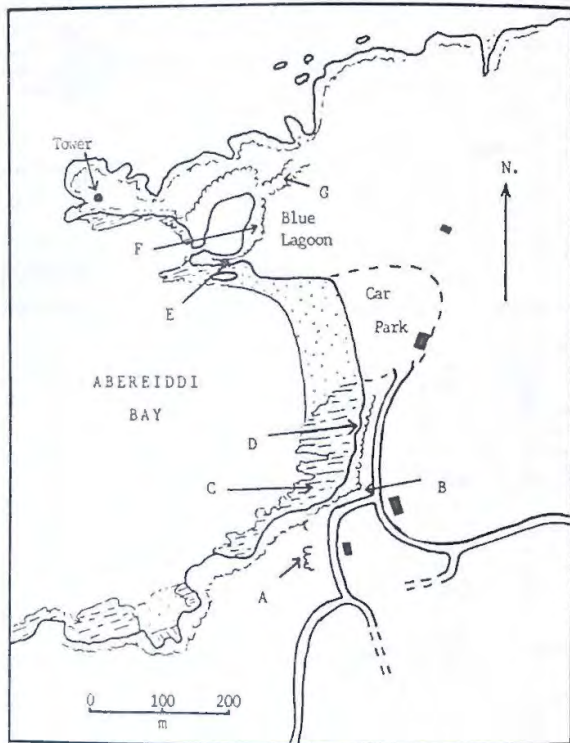 Tower
N.
G
Blue
Lagoon
F
E
Car
Park
ABEREIDDI
BAY
D
C
B
A
0 100 200
m